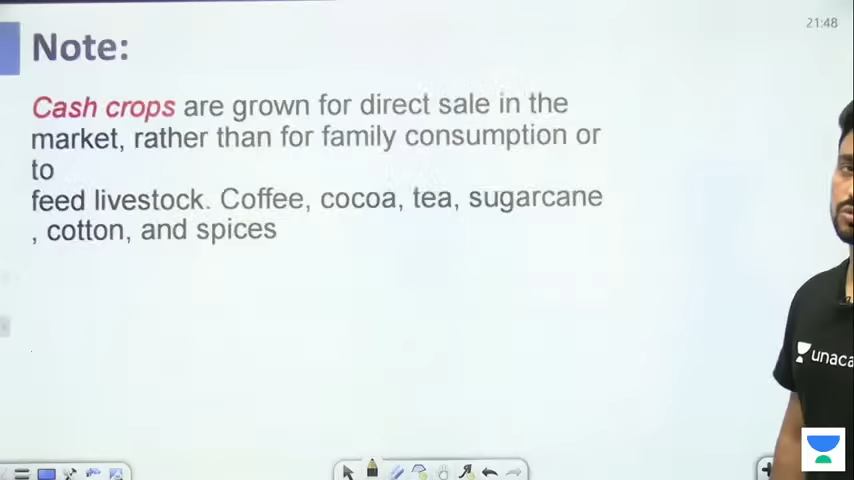 21:48
Note:
Cash crops are grown for direct sale in the
market, rather than for family consumption or
to
feed livestock. Coffee, cocoa, tea, sugarcane
, cotton, and spices
unaca